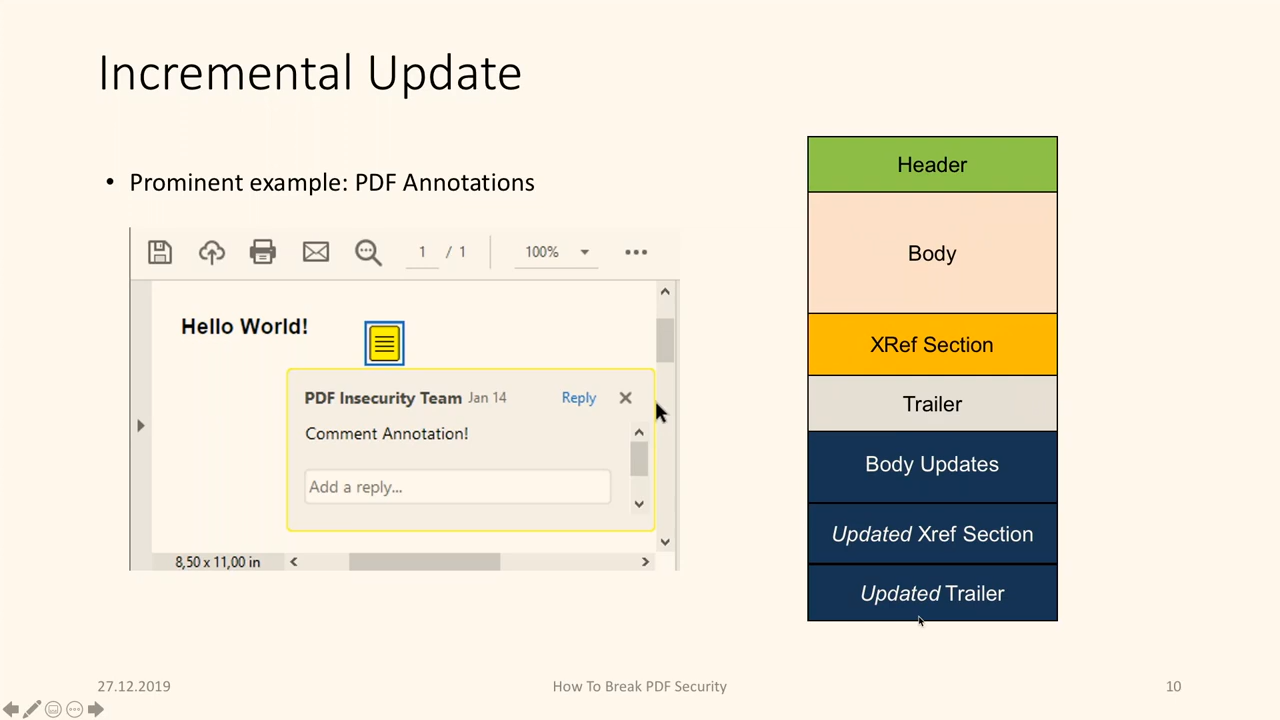 Incremental Update
• Prominent example: PDF Annotations
1 / 1
100%
Hello World!
PDF Insecurity Team Jan 14 Reply
Comment Annotation!
Add a reply...
8,50 x 11,00 in
Header
Body
XRef Section
Trailer
Body Updates
Updated Xref Section
Updated Trailer
27.12.2019
How To Break PDF Security
10